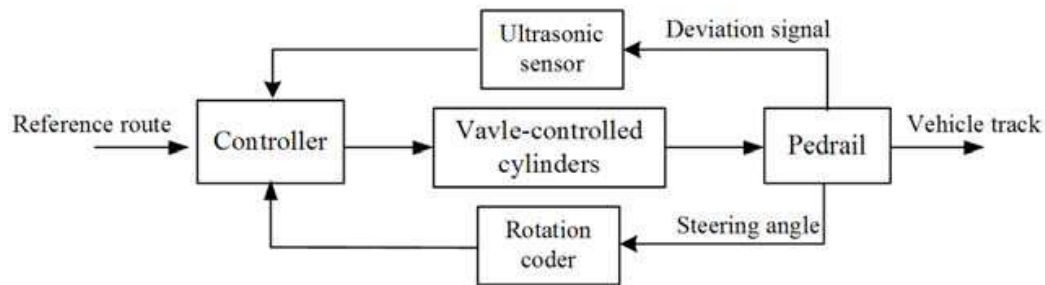 Ultrasonic
sensor
Deviation signal
Reference route
Controller
Vavle-controlled
cylinders
Pedrail
Vehicle track
Rotation
coder
Steering angle